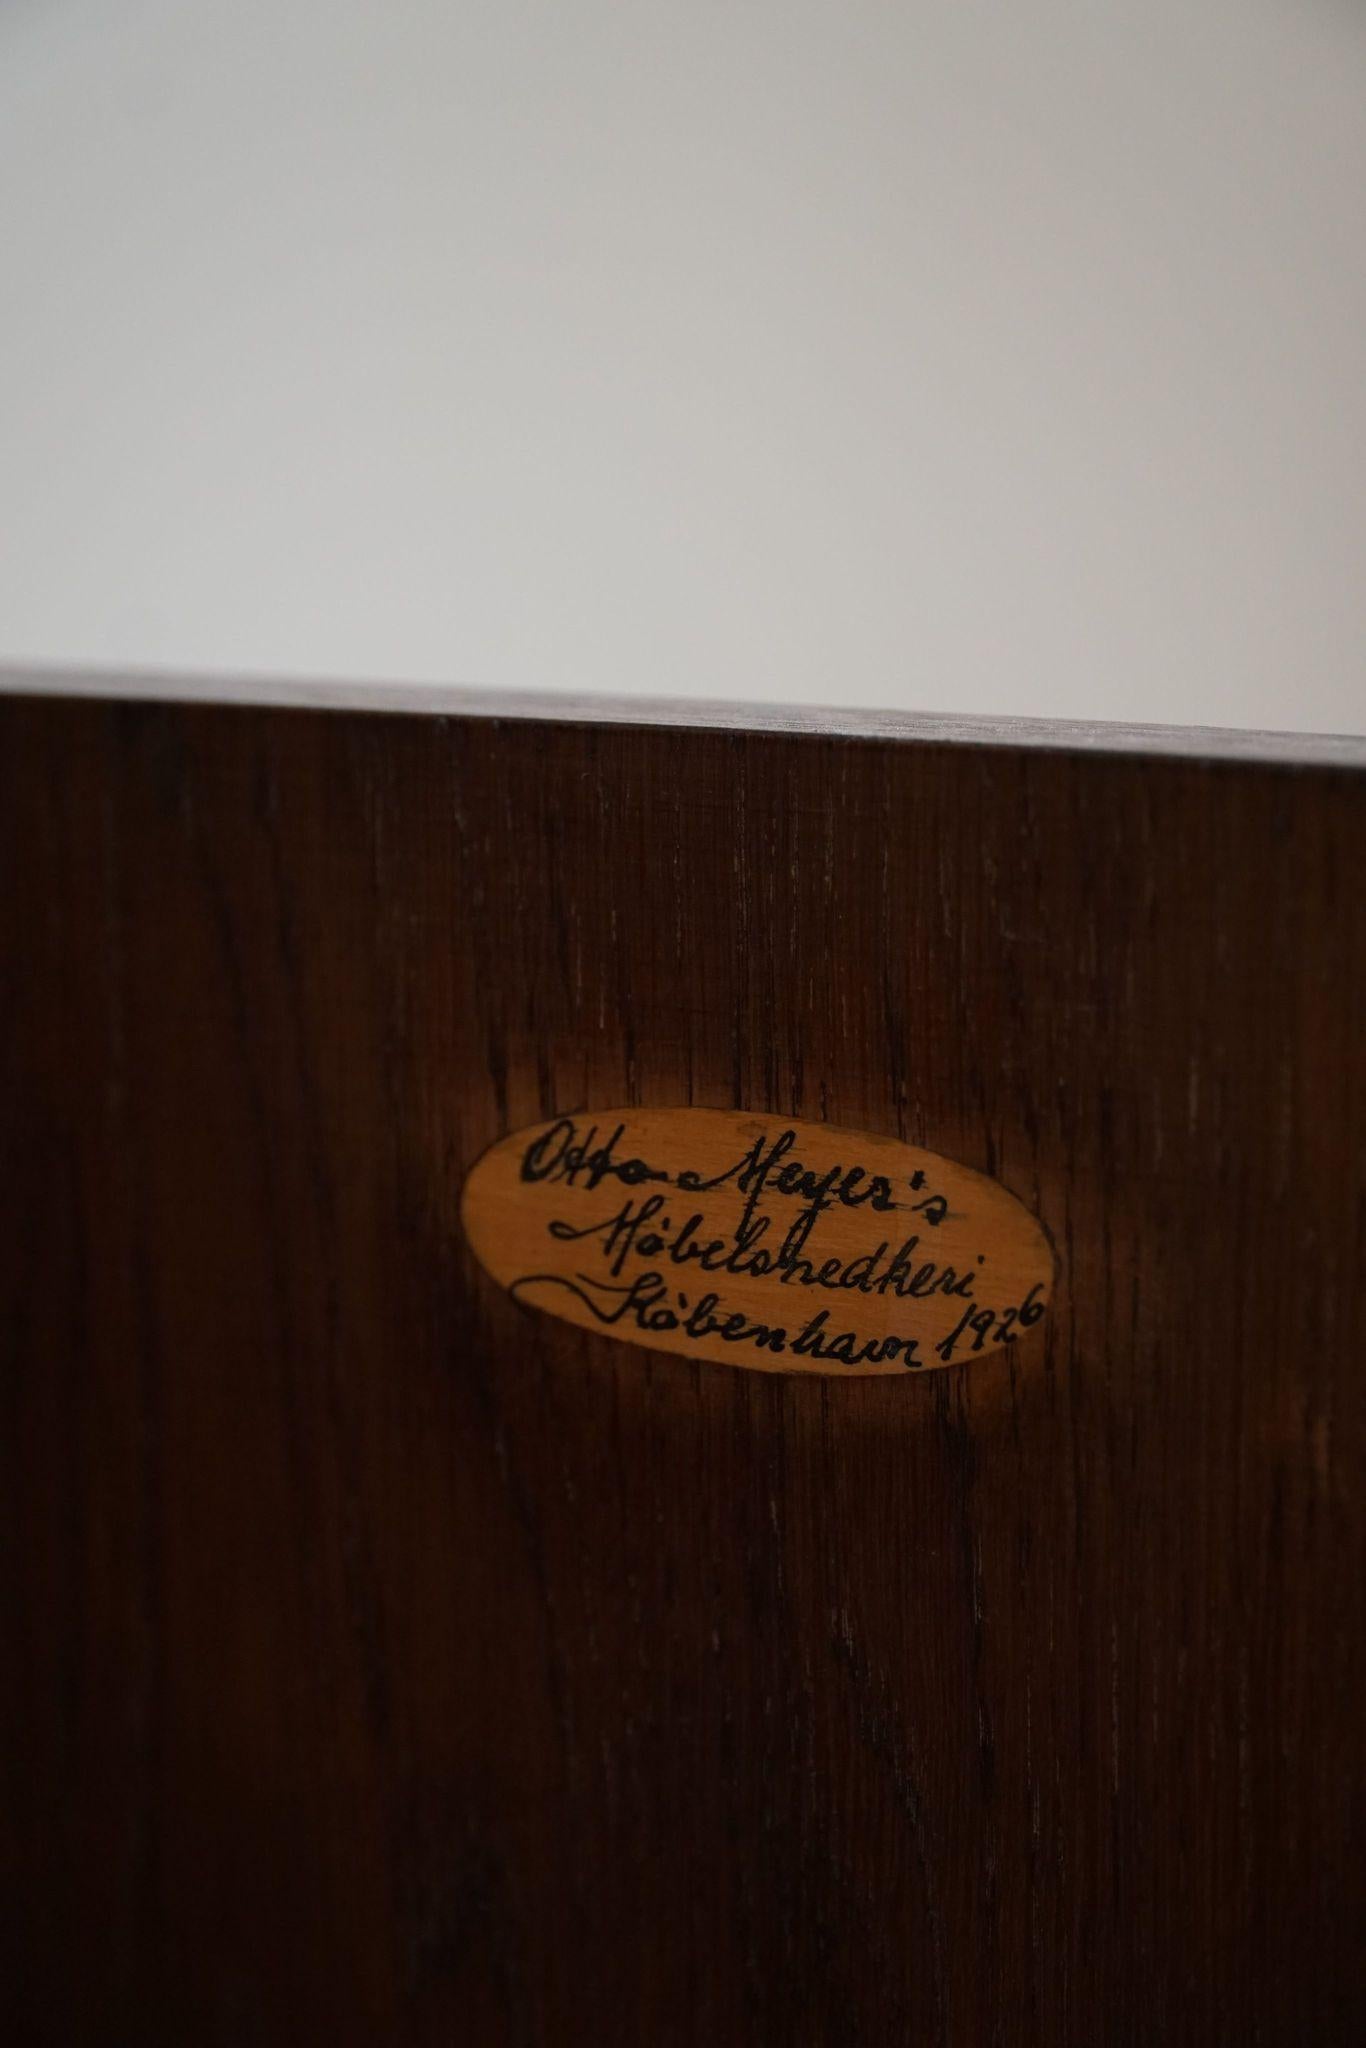 Otto Meyer's
Møbelsnedkeri
København 1926